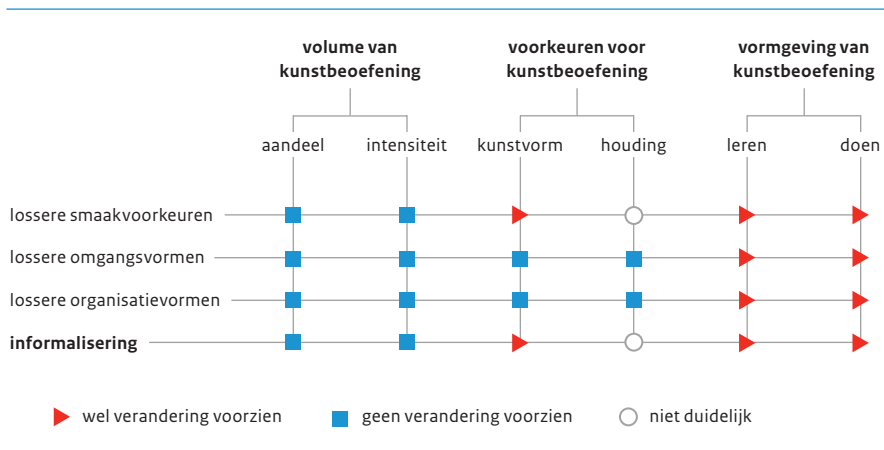 volume van
kunstbeoefening
voorkeuren voor
kunstbeoefening
vormgeving van
kunstbeoefening
aandeel intensiteit kunstvorm houding leren doen
lossere smaakvoorkeuren
lossere omgangsvormen
lossere organisatievormen
informalisering
wel verandering voorzien geen verandering voorzien niet duidelijk